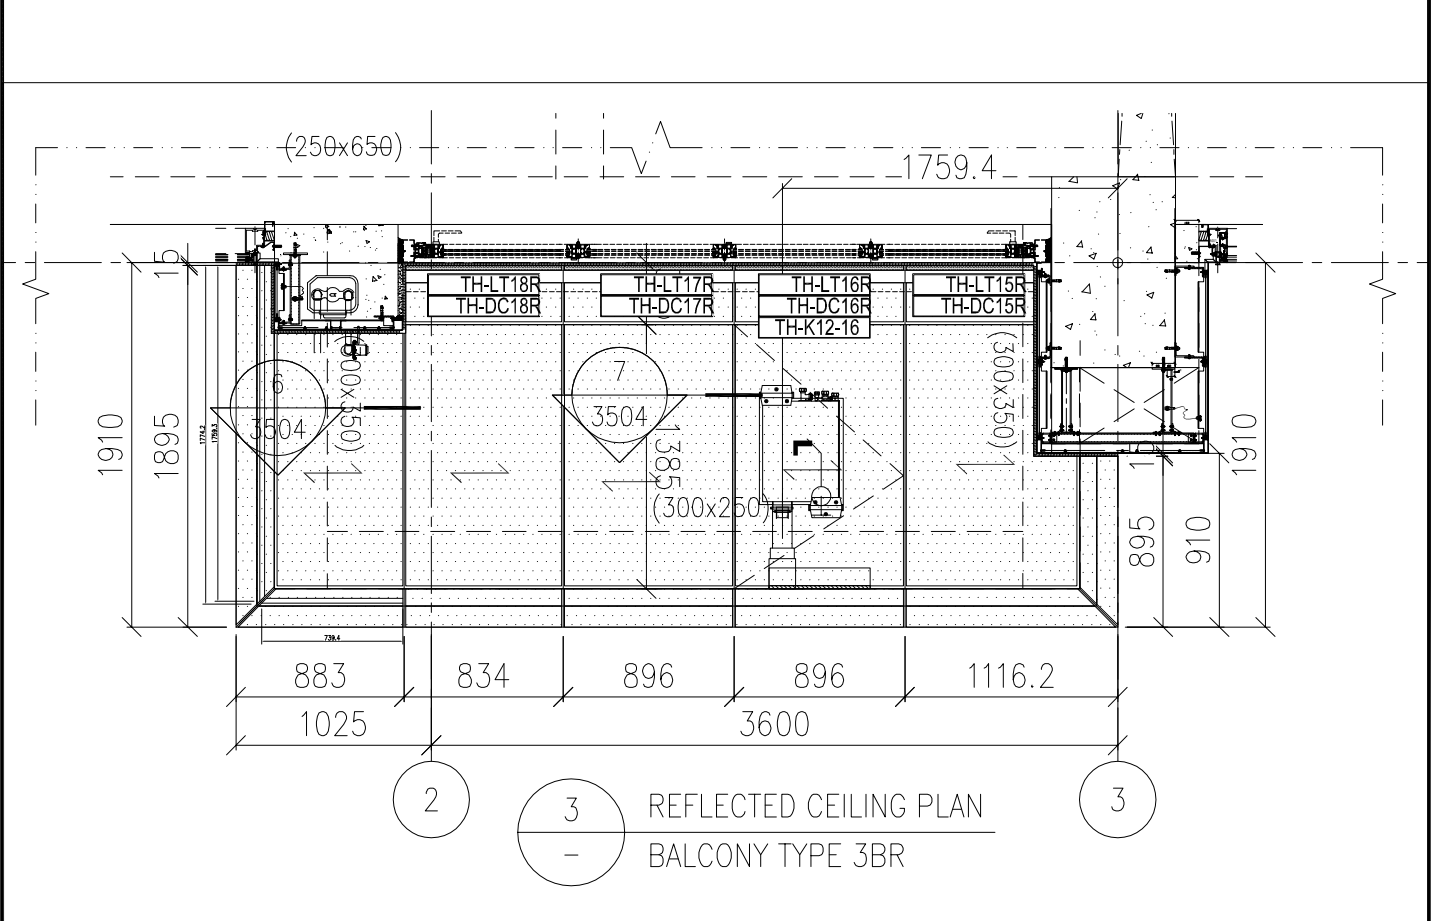 (250x650)
1759.4
15
TH-LT18R
TH-DC18R
TH-LT17R
TH-DC17R
TH-LT16R
TH-DC16R
TH-K12-16
TH-LT15R
TH-DC15R
6
3504
7
3504
00x350)
(300x350)
1385
(300x250)
1910
1895
1774.2
1759.3
1910
895
910
739.4
883
834
896
896
1116.2
1025
3600
2
3
3
REFLECTED CEILING PLAN
–
BALCONY TYPE 3BR